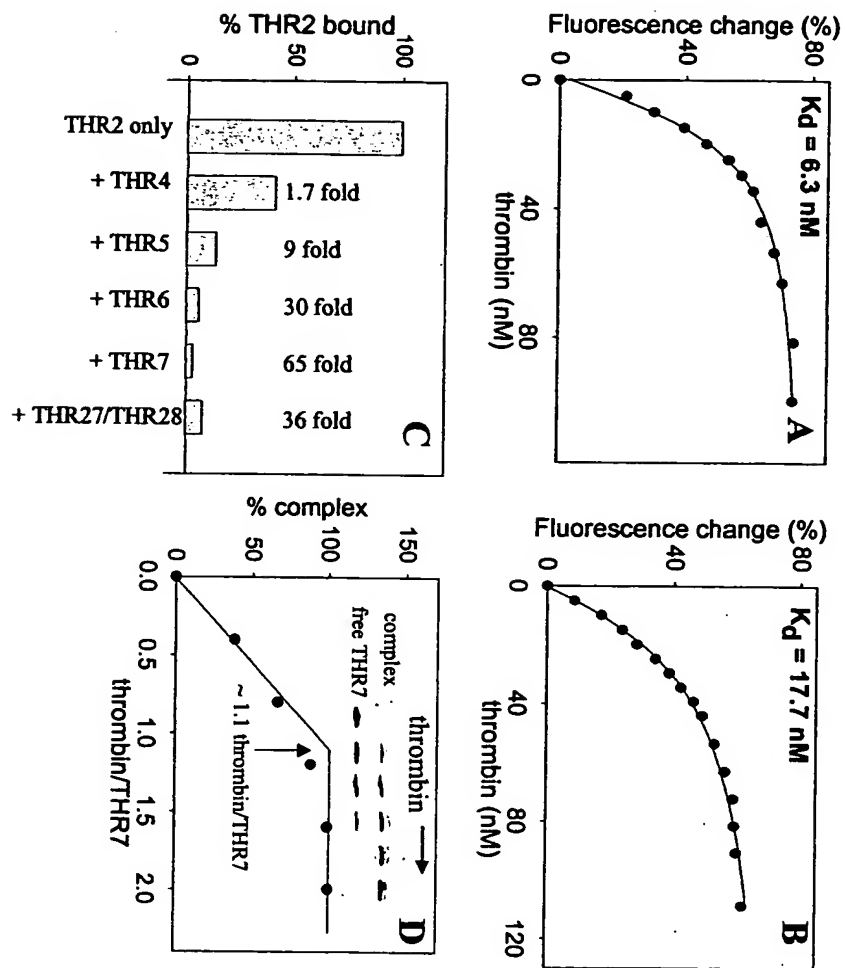 A
Kd = 6.3 nM
Fluorescence change (%)
80
40
0
0
40
80
thrombin (nM)
B
Kd = 17.7 nM
Fluorescence change (%)
80
40
0
0
40
80
120
thrombin (nM)
C
% THR2 bound
100
50
0
1.7 fold
9 fold
30 fold
65 fold
36 fold
THR2 only
+ THR4
+ THR5
+ THR6
+ THR7
+ THR27/THR28
D
% complex
150
100
50
0
thrombin
complex
free THR7
~ 1.1 thrombin/THR7
0.0
0.5
1.0
1.5
2.0
thrombin/THR7